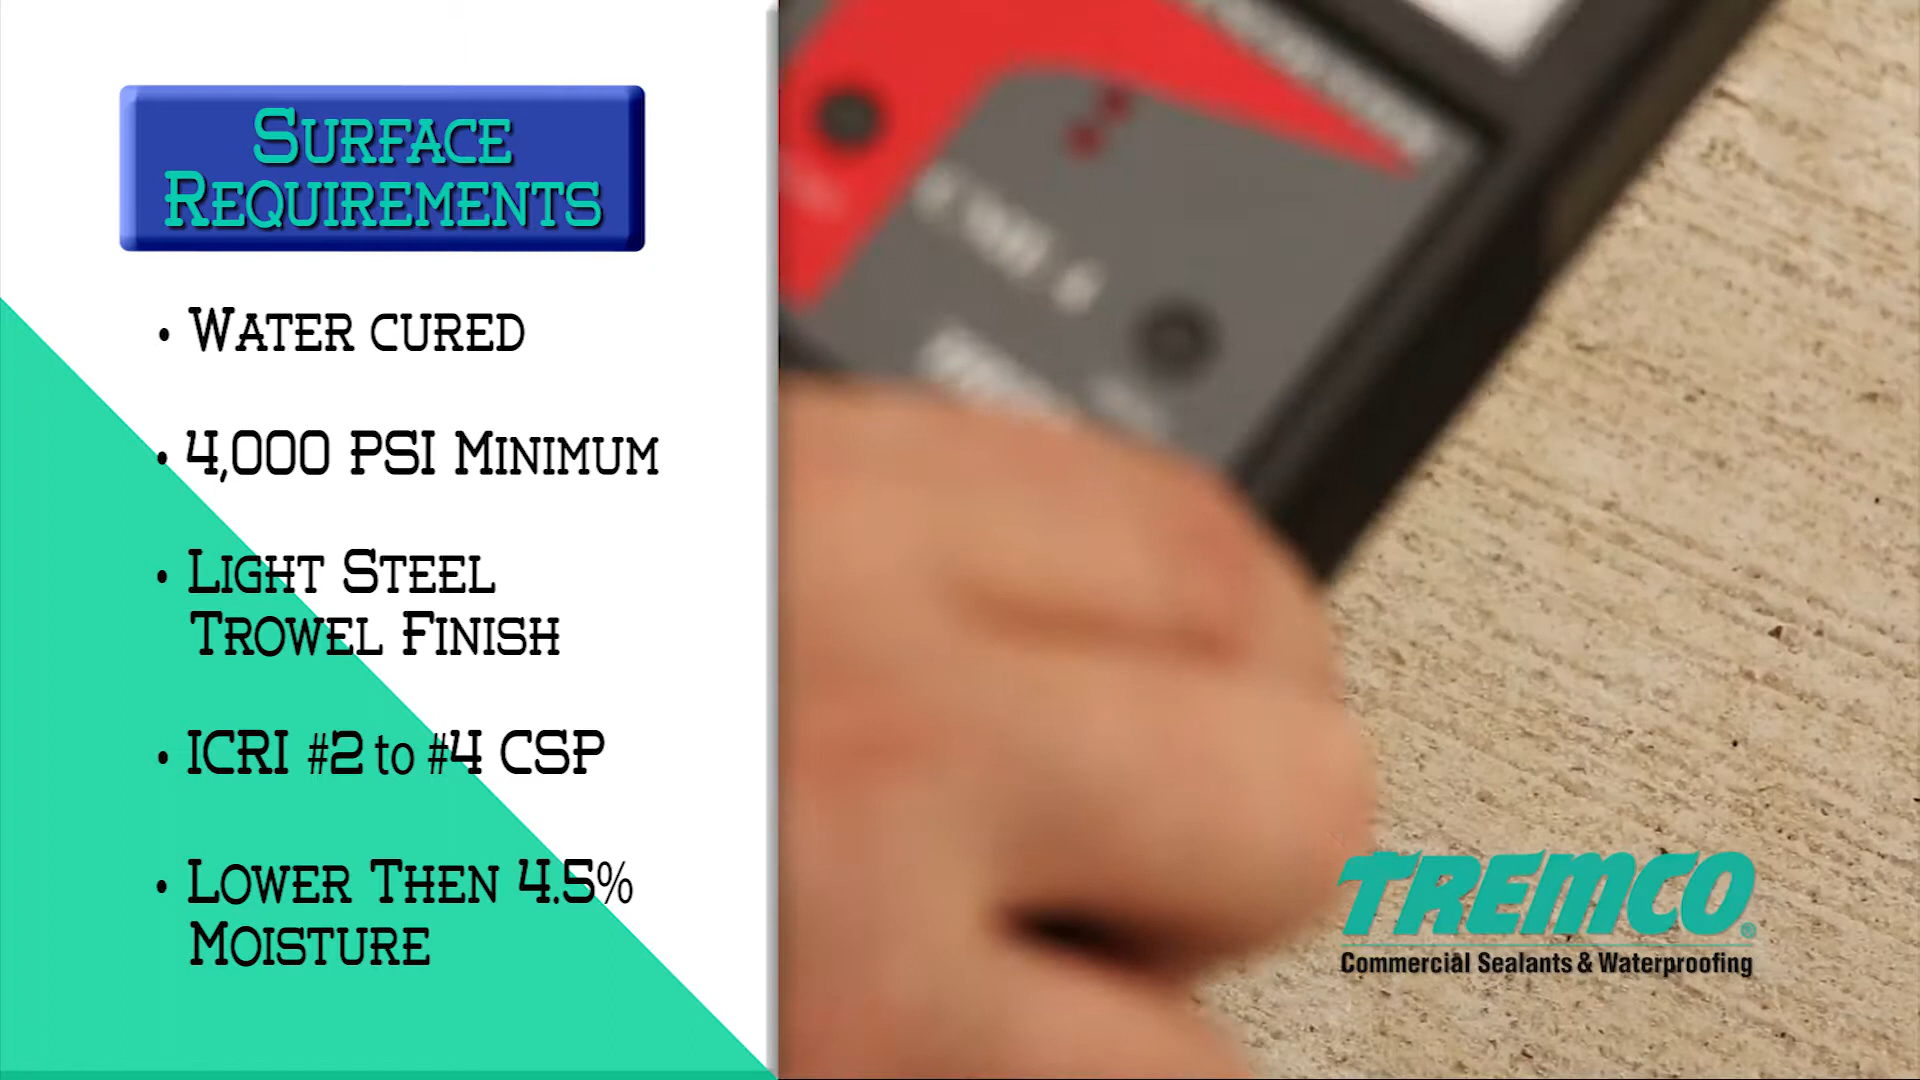 Surface
Requirements
• Water cured
• 4,000 PSI Minimum
• Light Steel
Trowel Finish
• ICRI #2 to #4 CSP
• Lower Then 4.5%
Moisture
TREMCO®
Commercial Sealants & Waterproofing